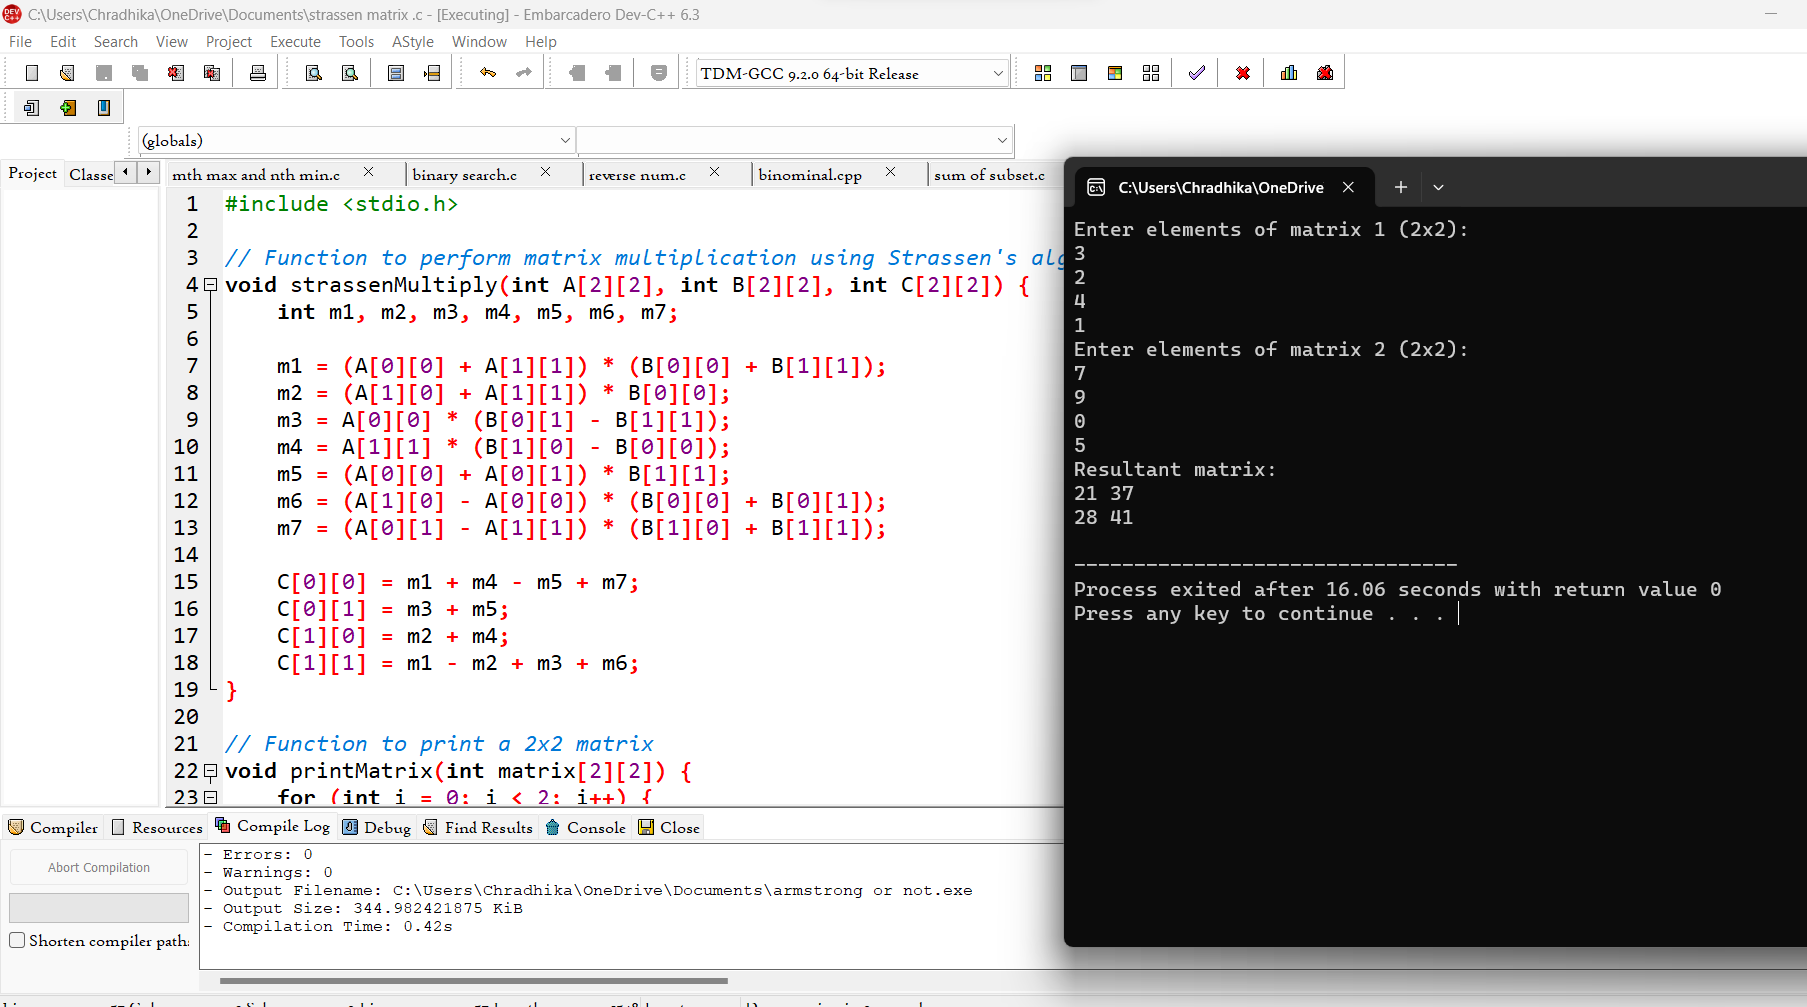 C:\Users\Chradhika\OneDrive\Documents\strassen matrix .c - [Executing] - Embarcadero Dev-C++ 6.3
File Edit Search View Project Execute Tools AStyle Window Help
TDM-GCC 9.2.0 64-bit Release
(globals)
Project Classe mth max and nth min.c binary search.c reverse num.c binominal.cpp sum of subset.c
1 #include <stdio.h>
2
3 // Function to perform matrix multiplication using Strassen's
4 void strassenMultiply(int A[2][2], int B[2][2], int C[2][2]) {
5 int m1, m2, m3, m4, m5, m6, m7;
6
7 m1 = (A[0][0] + A[1][1]) * (B[0][0] + B[1][1]);
8 m2 = (A[1][0] + A[1][1]) * B[0][0];
9 m3 = A[0][0] * (B[0][1] - B[1][1]);
10 m4 = A[1][1] * (B[1][0] - B[0][0]);
11 m5 = (A[0][0] + A[0][1]) * B[1][1];
12 m6 = (A[1][0] - A[0][0]) * (B[0][0] + B[0][1]);
13 m7 = (A[0][1] - A[1][1]) * (B[1][0] + B[1][1]);
14
15 C[0][0] = m1 + m4 - m5 + m7;
16 C[0][1] = m3 + m5;
17 C[1][0] = m2 + m4;
18 C[1][1] = m1 - m2 + m3 + m6;
19 }
20
21 // Function to print a 2x2 matrix
22 void printMatrix(int matrix[2][2]) {
23 for (int i = 0; i < 2; i++) {
Compiler Resources Compile Log Debug Find Results Console Close
Abort Compilation
Shorten compiler path
- Errors: 0
- Warnings: 0
- Output Filename: C:\Users\Chradhika\OneDrive\Documents\armstrong or not.exe
- Output Size: 344.982421875 KiB
- Compilation Time: 0.42s
C:\Users\Chradhika\OneDrive
Enter elements of matrix 1 (2x2):
3
2
4
1
Enter elements of matrix 2 (2x2):
7
9
0
5
Resultant matrix:
21 37
28 41
--------------------------------
Process exited after 16.06 seconds with return value 0
Press any key to continue . . .